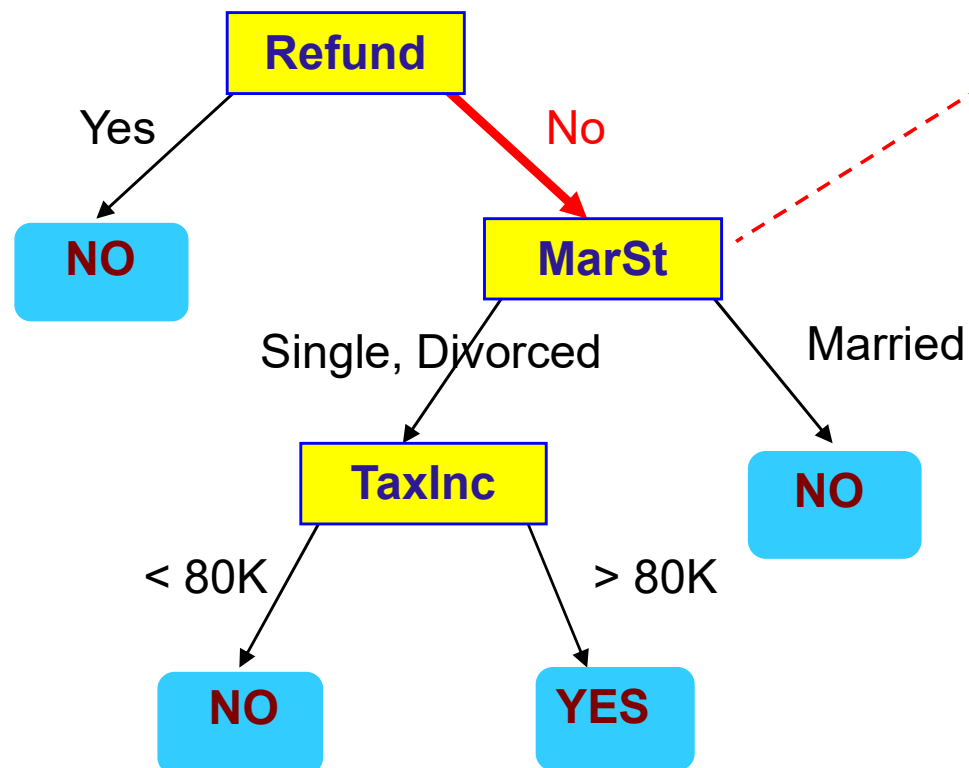 Refund
Yes
No
NO
MarSt
Single, Divorced
Married
TaxInc
NO
< 80K
> 80K
NO
YES